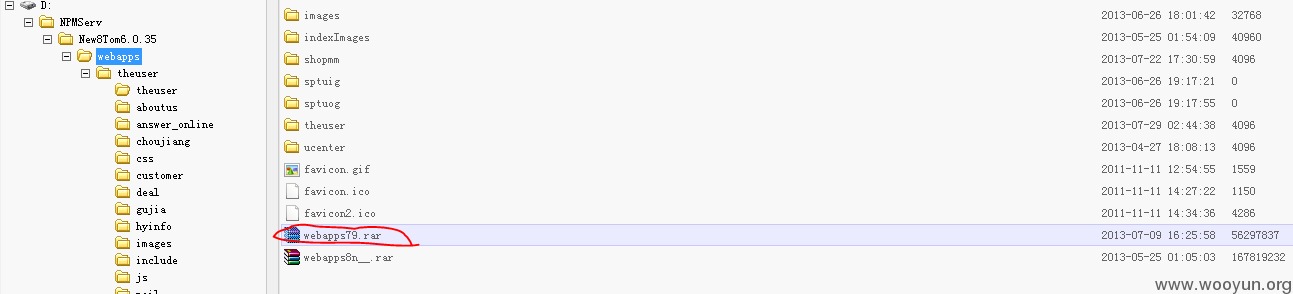 D:
NPMServ
New8Tom6.0.35
webapps
theuser
theuser
aboutus
answer_online
choujiang
css
customer
deal
gujia
hyinfo
images
include
js
images 2013-06-26 18:01:42 32768
indexImages 2013-05-25 01:54:09 40960
shopmm 2013-07-22 17:30:59 4096
sptuig 2013-06-26 19:17:21 0
sptuog 2013-06-26 19:17:55 0
theuser 2013-07-29 02:44:38 4096
ucenter 2013-04-27 18:08:13 4096
favicon.gif 2011-11-11 12:54:55 1559
favicon.ico 2011-11-11 14:27:22 1150
favicon2.ico 2011-11-11 14:34:36 4286
webapps79.rar 2013-07-09 16:25:58 56297837
webapps8n__.rar 2013-05-25 01:05:03 167819232
www.wooyun.org